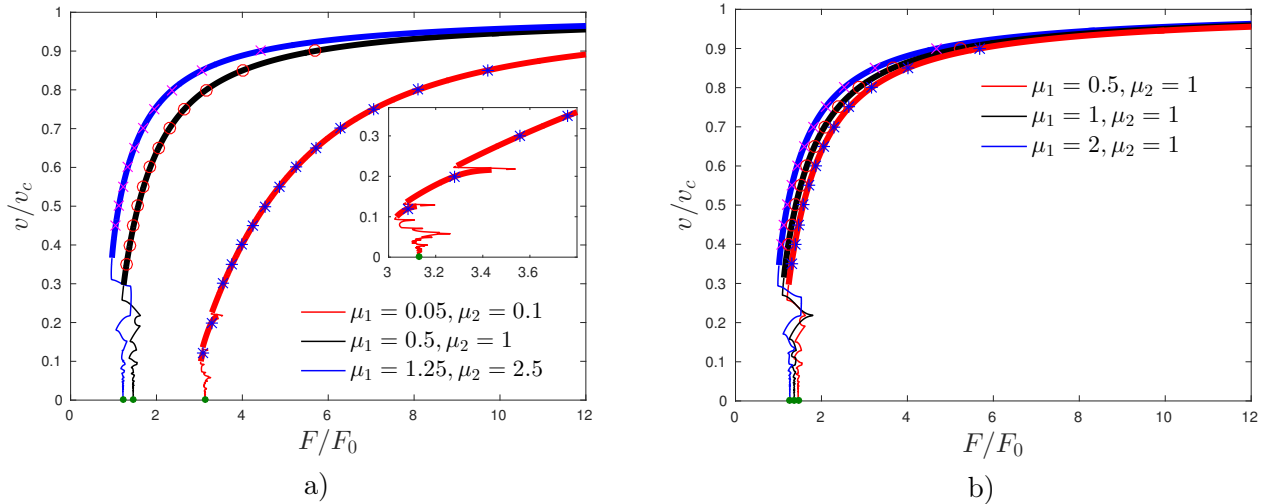 1
0.9
0.8
0.7
0.6
0.5
0.4
0.3
0.2
0.1
0
v/v_c
0 2 4 6 8 10 12
F/F_0
0.3
0.2
0.1
0
3 3.2 3.4 3.6
μ_1 = 0.05, μ_2 = 0.1
μ_1 = 0.5, μ_2 = 1
μ_1 = 1.25, μ_2 = 2.5
a)
1
0.9
0.8
0.7
0.6
0.5
0.4
0.3
0.2
0.1
0
v/v_c
μ_1 = 0.5, μ_2 = 1
μ_1 = 1, μ_2 = 1
μ_1 = 2, μ_2 = 1
0 2 4 6 8 10 12
F/F_0
b)